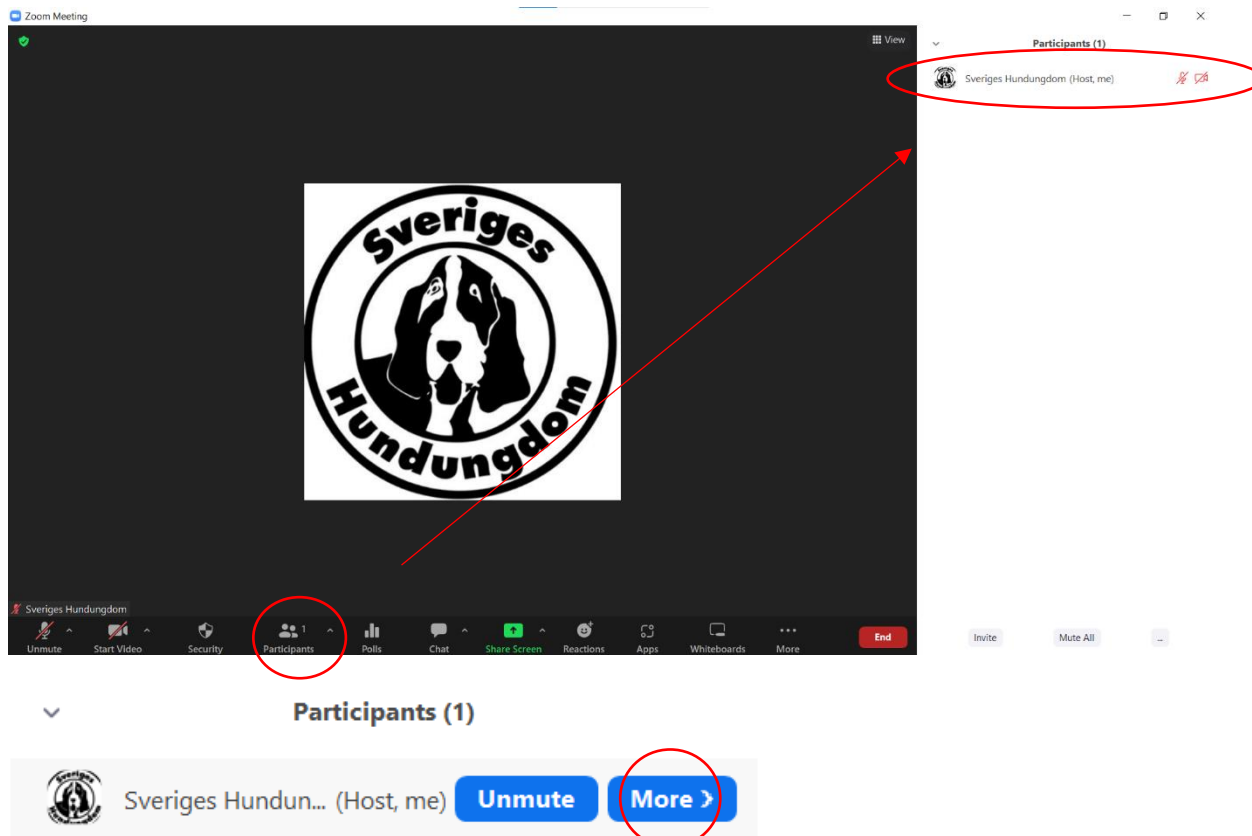 Zoom Meeting
View
Participants (1)
Sveriges Hundungdom (Host, me)
Sveriges
Hundungdom
Sveriges Hundungdom
Unmute Start Video Security Participants 1 Polls Chat Share Screen Reactions Apps Whiteboards More End
Invite Mute All ...
Participants (1)
Sveriges Hundun... (Host, me) Unmute More >